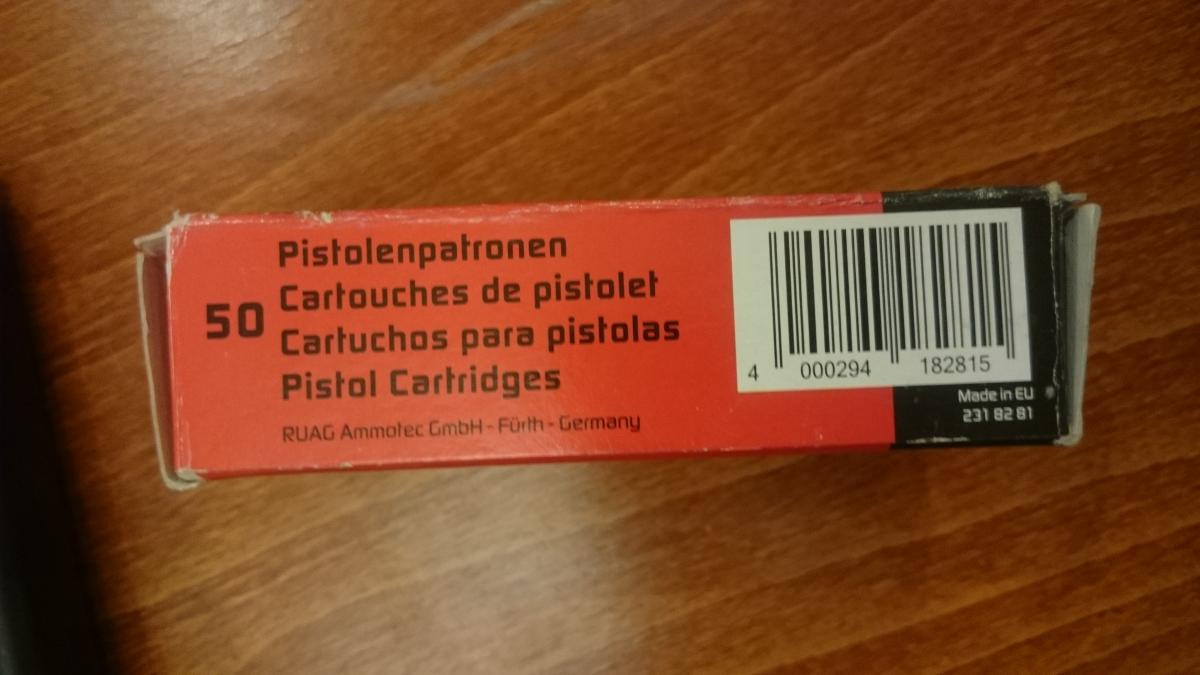 50
Pistolenpatronen
Cartouches de pistolet
Cartuchos para pistolas
Pistol Cartridges
RUAG Ammotec GmbH - Fürth - Germany
4 000294 182815
Made in EU
231 82 81